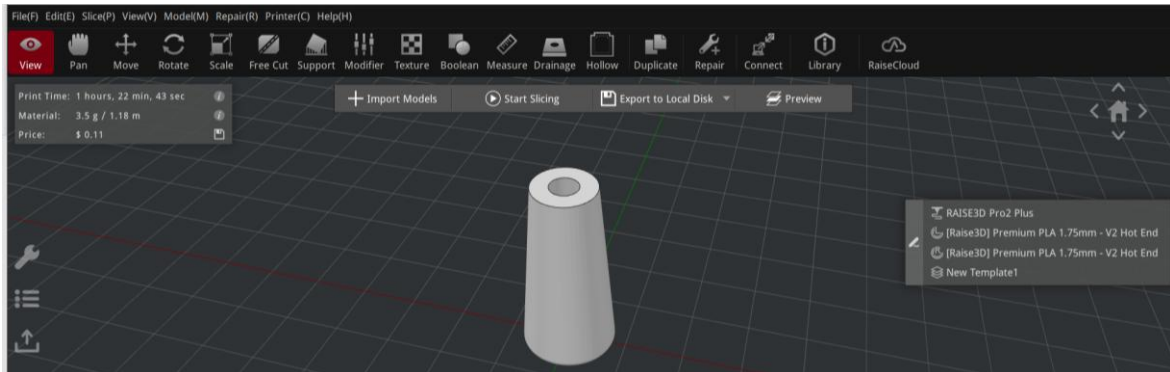 File(F) Edit(E) Slice(P) View(V) Model(M) Repair(R) Printer(C) Help(H)
View Pan Move Rotate Scale Free Cut Support Modifier Texture Boolean Measure Drainage Hollow Duplicate Repair Connect Library RaiseCloud
Print Time: 1 hours, 22 min, 43 sec
Material: 3.5 g / 1.18 m
Price: $ 0.11
Import Models Start Slicing Export to Local Disk Preview
RAISE3D Pro2 Plus
[Raise3D] Premium PLA 1.75mm - V2 Hot End
[Raise3D] Premium PLA 1.75mm - V2 Hot End
New Template1